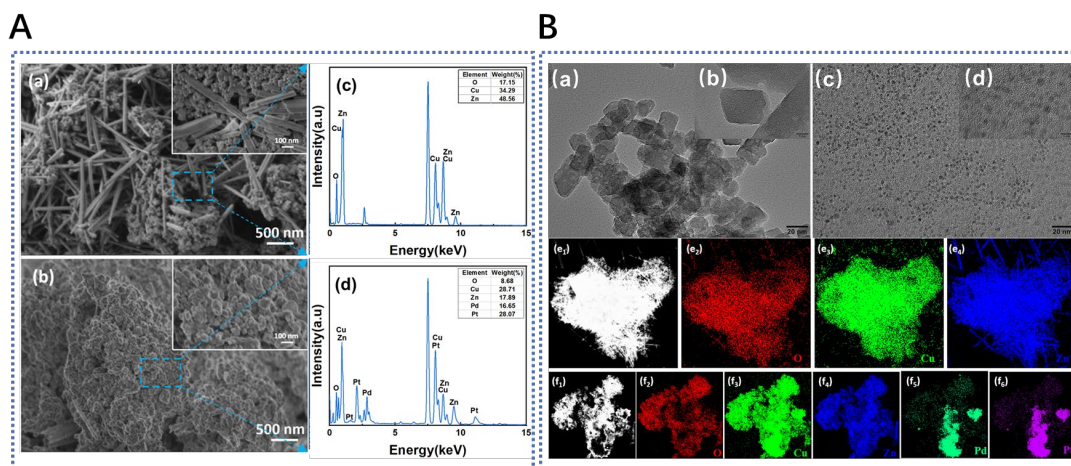 A
B
(a)
100 nm
500 nm
(b)
100 nm
500 nm
(c)
Intensity(a.u)
Element Weight(%)
O 17.15
Cu 34.29
Zn 48.56
Zn
Cu
O
Cu
Zn
Cu
Zn
0 5 10 15
Energy(keV)
(d)
Intensity(a.u)
Element Weight(%)
O 8.68
Cu 28.71
Zn 17.89
Pd 16.65
Pt 28.07
Cu
Zn
O
Pt
Pt
Pd
Cu
Pt
Zn
Cu
Zn
Pt
0 5 10 15
Energy(keV)
(a)
(b)
20 nm
(c)
(d)
20 nm
(e1)
(e2)
O
(e3)
Cu
(e4)
Zn
(f1)
(f2)
O
(f3)
Cu
(f4)
Zn
(f5)
Pd
(f6)